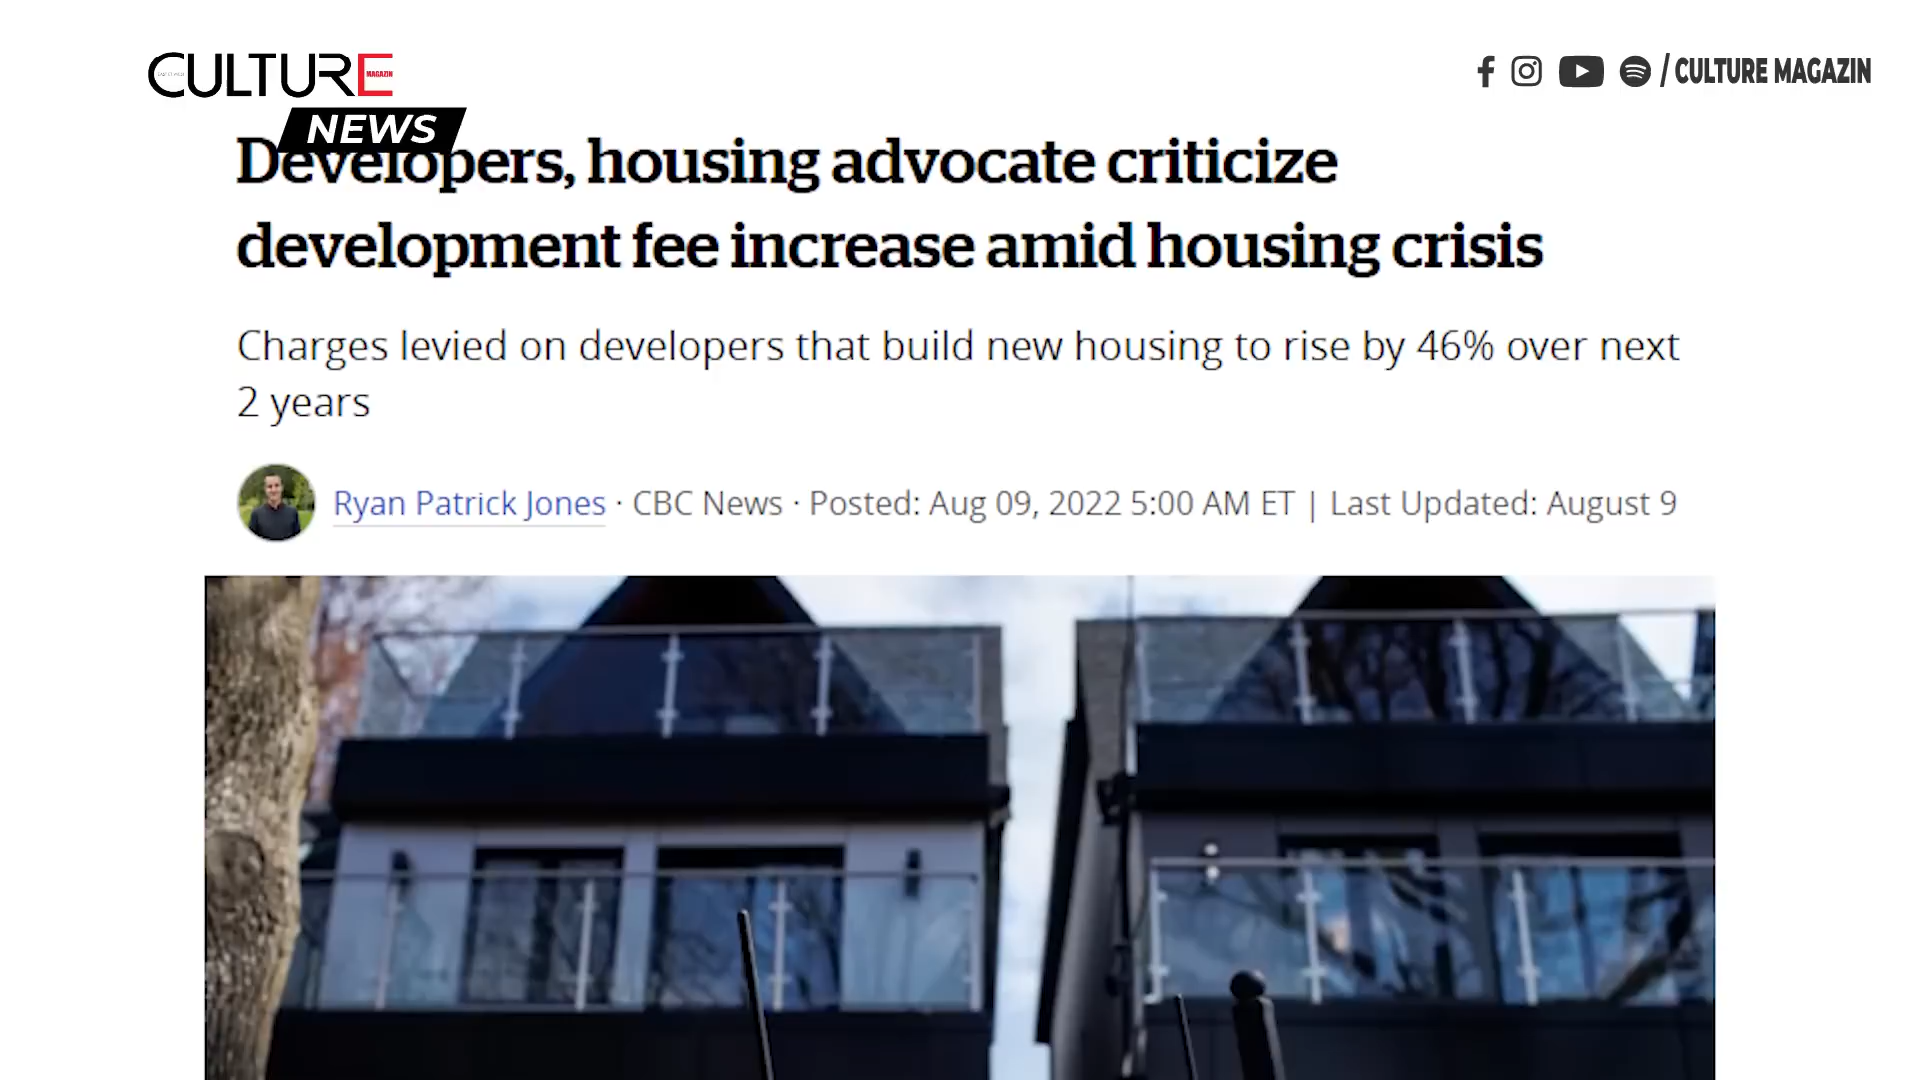 CULTURE
MAGAZIN
NEWS
/ CULTURE MAGAZIN
Developers, housing advocate criticize
development fee increase amid housing crisis
Charges levied on developers that build new housing to rise by 46% over next
2 years
Ryan Patrick Jones · CBC News · Posted: Aug 09, 2022 5:00 AM ET | Last Updated: August 9